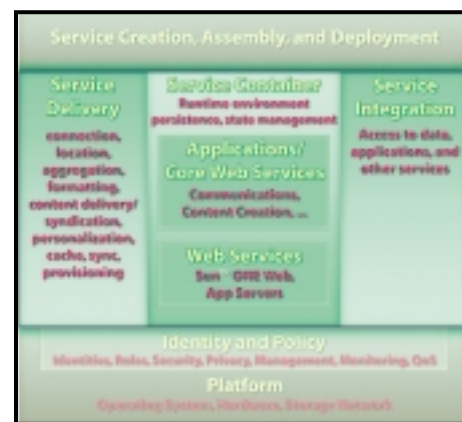 Service Creation, Assembly, and Deployment
Service
Delivery
connection,
location,
aggregation,
formatting,
content delivery/
syndication,
personalization,
cache, sync,
provisioning
Service Container
Runtime environment
persistence, state management
Applications/
Core Web Services
Communications,
Content Creation, ...
Web Services
Sun ONE Web,
App Servers
Service
Integration
Access to data,
applications, and
other services
Identity and Policy
Identities, Roles, Security, Privacy, Management, Monitoring, QoS
Platform
Operating System, Hardware, Storage Network